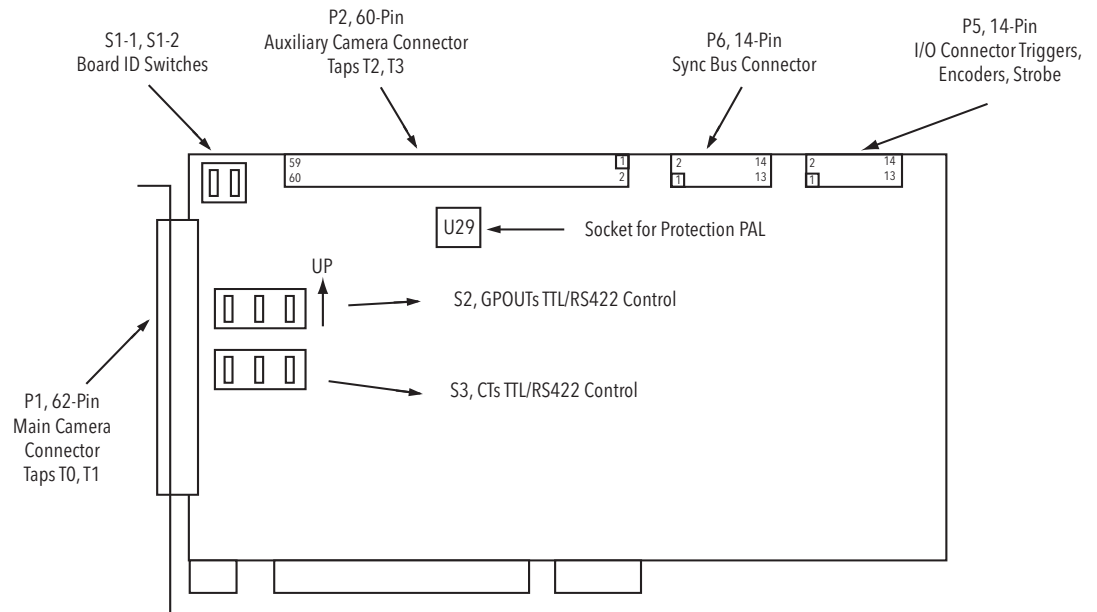 P2, 60-Pin
Auxiliary Camera Connector
Taps T2, T3
S1-1, S1-2
Board ID Switches
P6, 14-Pin
Sync Bus Connector
P5, 14-Pin
I/O Connector Triggers,
Encoders, Strobe
59 1
60 2
2 14
1 13
2 14
1 13
U29
Socket for Protection PAL
UP
S2, GPOUTs TTL/RS422 Control
S3, CTs TTL/RS422 Control
P1, 62-Pin
Main Camera
Connector
Taps T0, T1